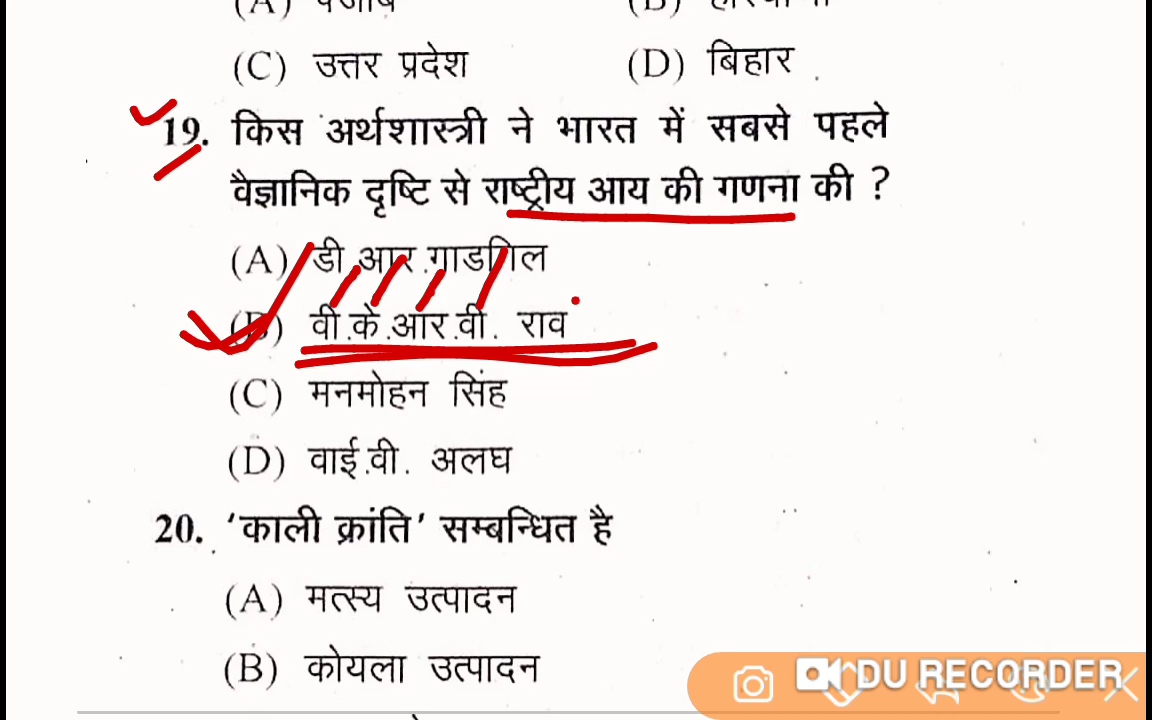 (C) उत्तर प्रदेश (D) बिहार
19. किस अर्थशास्त्री ने भारत में सबसे पहले
वैज्ञानिक दृष्टि से राष्ट्रीय आय की गणना की ?
(A) डी.आर.गाडगिल
(B) वी.के.आर.वी. राव
(C) मनमोहन सिंह
(D) वाई.वी. अलघ
20. ‘काली क्रांति’ सम्बन्धित है
(A) मत्स्य उत्पादन
(B) कोयला उत्पादन
DU RECORDER